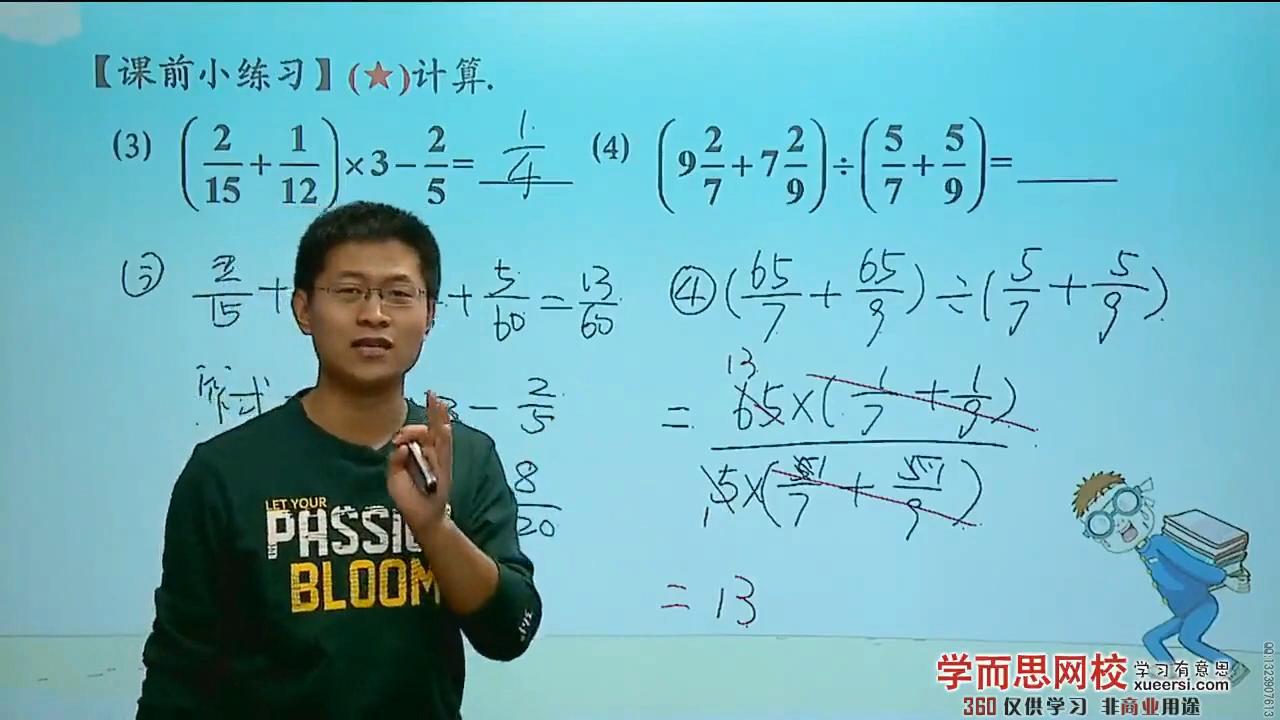 【课前小练习】(★)计算.
(3) (2/15 + 1/12) × 3 − 2/5 = 1/4
(4) (9 2/7 + 7 2/9) ÷ (5/7 + 5/9) =
③ 2/15 +
+ 5/60 = 13/60
原式
3 − 2/5
8/20
④ (65/7 + 65/9) ÷ (5/7 + 5/9)
13
= 65 × (1/7 + 1/9)
5 × ( /7 + /9)
1
= 13
LET YOUR
PASSI
BLOOM
学而思网校 学习有意思
xueersi.com
360 仅供学习 非商业用途
QQ:1323907613